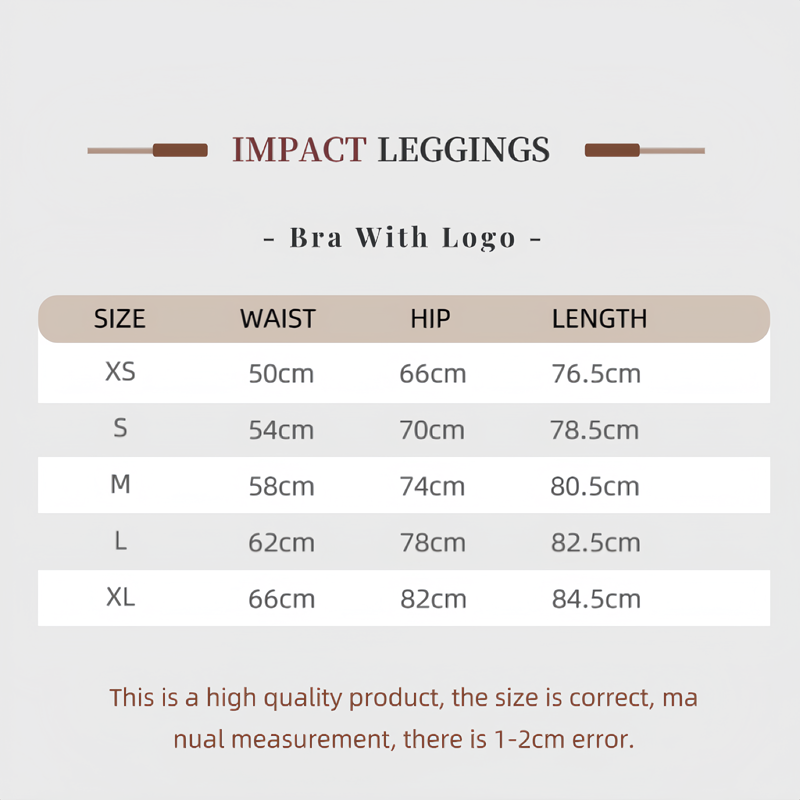 IMPACT LEGGINGS
- Bra With Logo -
SIZE WAIST HIP LENGTH
XS 50cm 66cm 76.5cm
S 54cm 70cm 78.5cm
M 58cm 74cm 80.5cm
L 62cm 78cm 82.5cm
XL 66cm 82cm 84.5cm
This is a high quality product, the size is correct, ma
nual measurement, there is 1-2cm error.